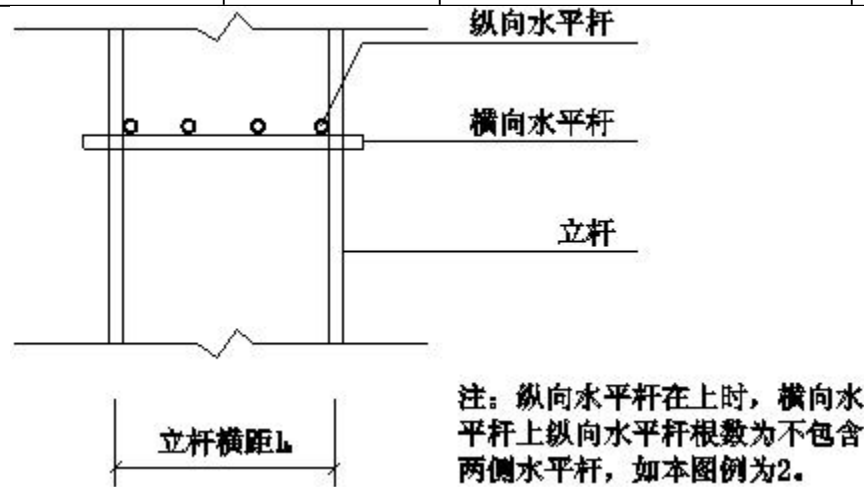 纵向水平杆
横向水平杆
立杆
立杆横距lb
注：纵向水平杆在上时，横向水
平杆上纵向水平杆根数为不包含
两侧水平杆，如本图例为2。